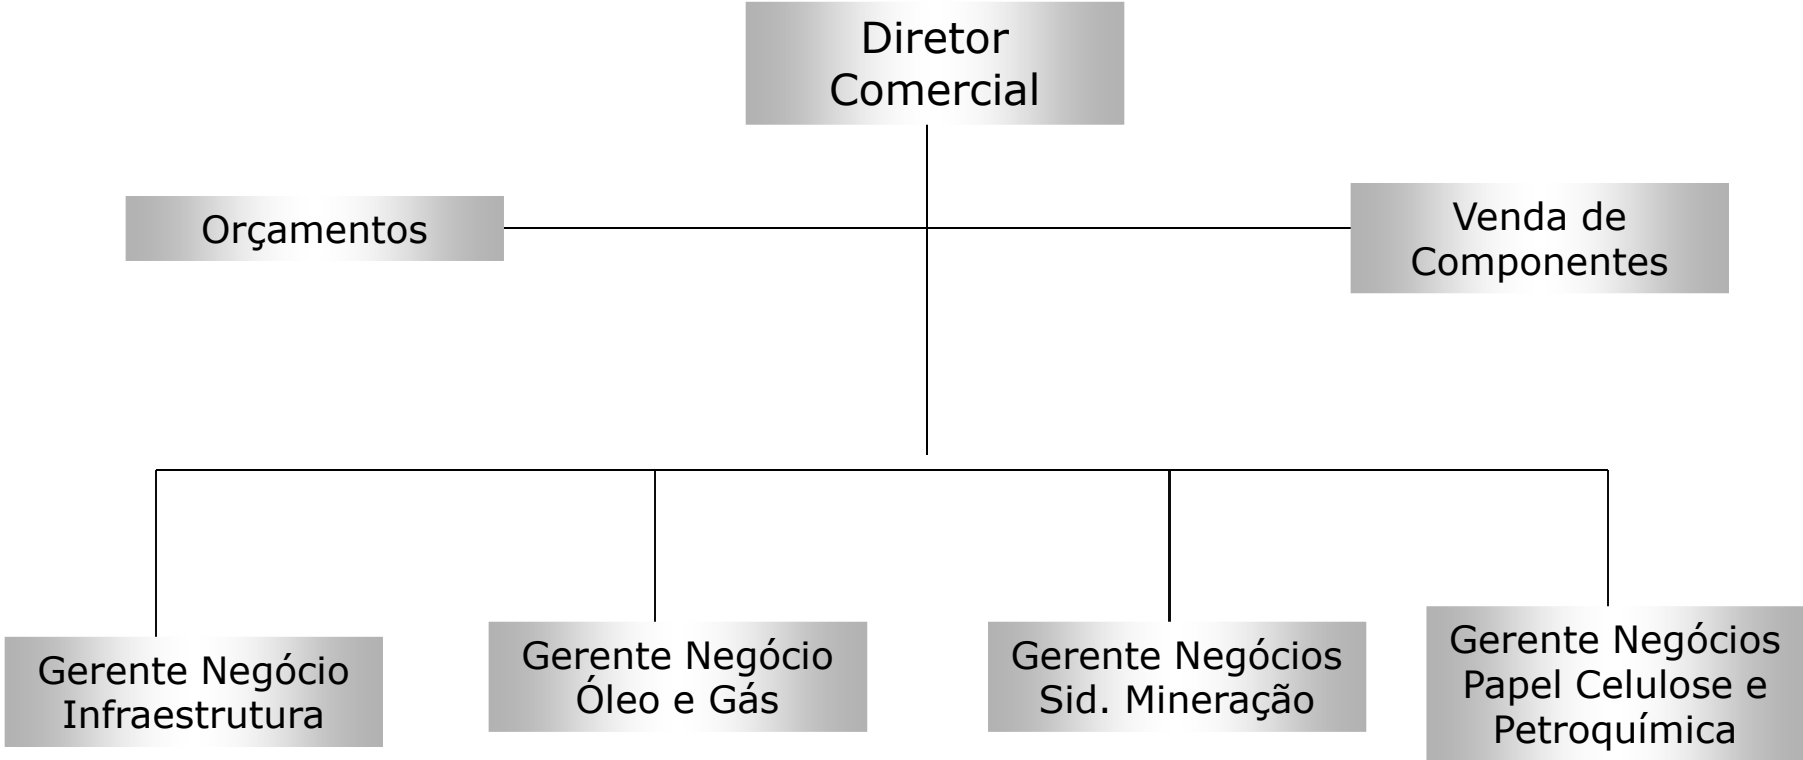 Diretor
Comercial
Orçamentos
Venda de
Componentes
Gerente Negócio
Infraestrutura
Gerente Negócio
Óleo e Gás
Gerente Negócios
Sid. Mineração
Gerente Negócios
Papel Celulose e
Petroquímica